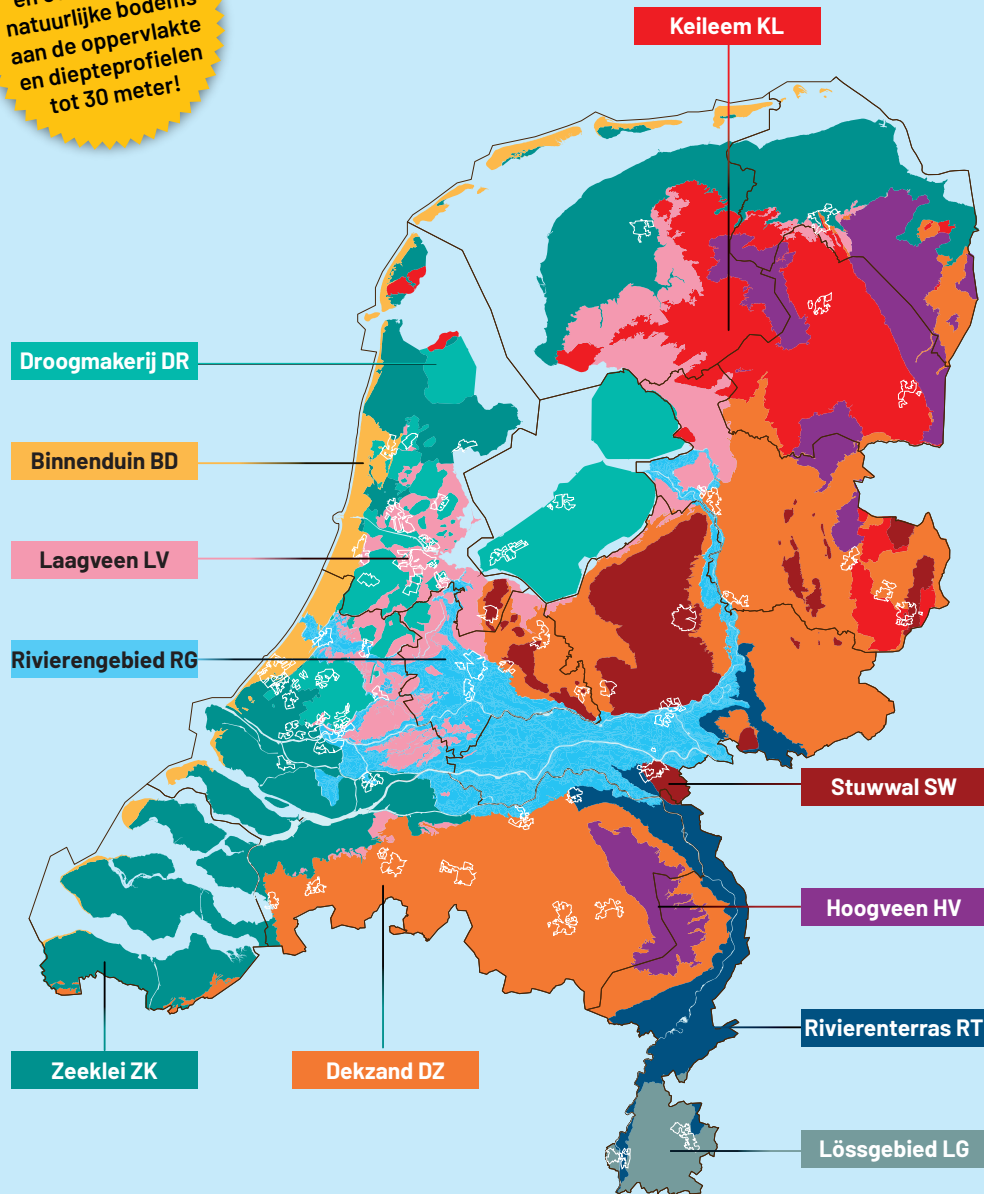 natuurlijke bodems
aan de oppervlakte
en diepteprofielen
tot 30 meter!
Keileem KL
Droogmakerij DR
Binnenduin BD
Laagveen LV
Rivierengebied RG
Stuwwal SW
Hoogveen HV
Rivierenterras RT
Zeeklei ZK
Dekzand DZ
Lössgebied LG